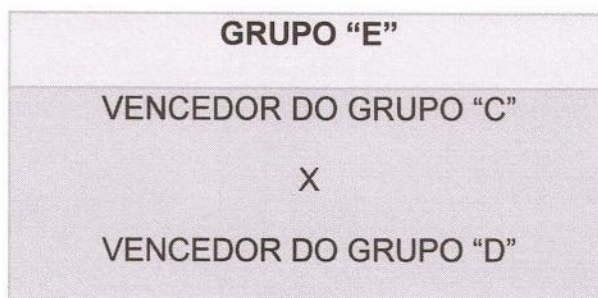 GRUPO “E”
VENCEDOR DO GRUPO “C”
X
VENCEDOR DO GRUPO “D”